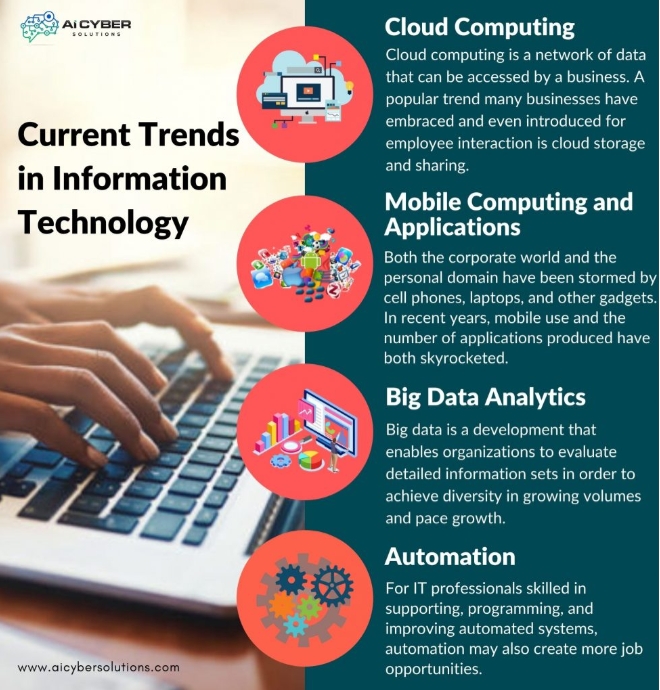 Ai CYBER
SOLUTIONS
Current Trends
in Information
Technology
Cloud Computing
Cloud computing is a network of data
that can be accessed by a business. A
popular trend many businesses have
embraced and even introduced for
employee interaction is cloud storage
and sharing.
Mobile Computing and
Applications
Both the corporate world and the
personal domain have been stormed by
cell phones, laptops, and other gadgets.
In recent years, mobile use and the
number of applications produced have
both skyrocketed.
Big Data Analytics
Big data is a development that
enables organizations to evaluate
detailed information sets in order to
achieve diversity in growing volumes
and pace growth.
Automation
For IT professionals skilled in
supporting, programming, and
improving automated systems,
automation may also create more job
opportunities.
www.aicybersolutions.com